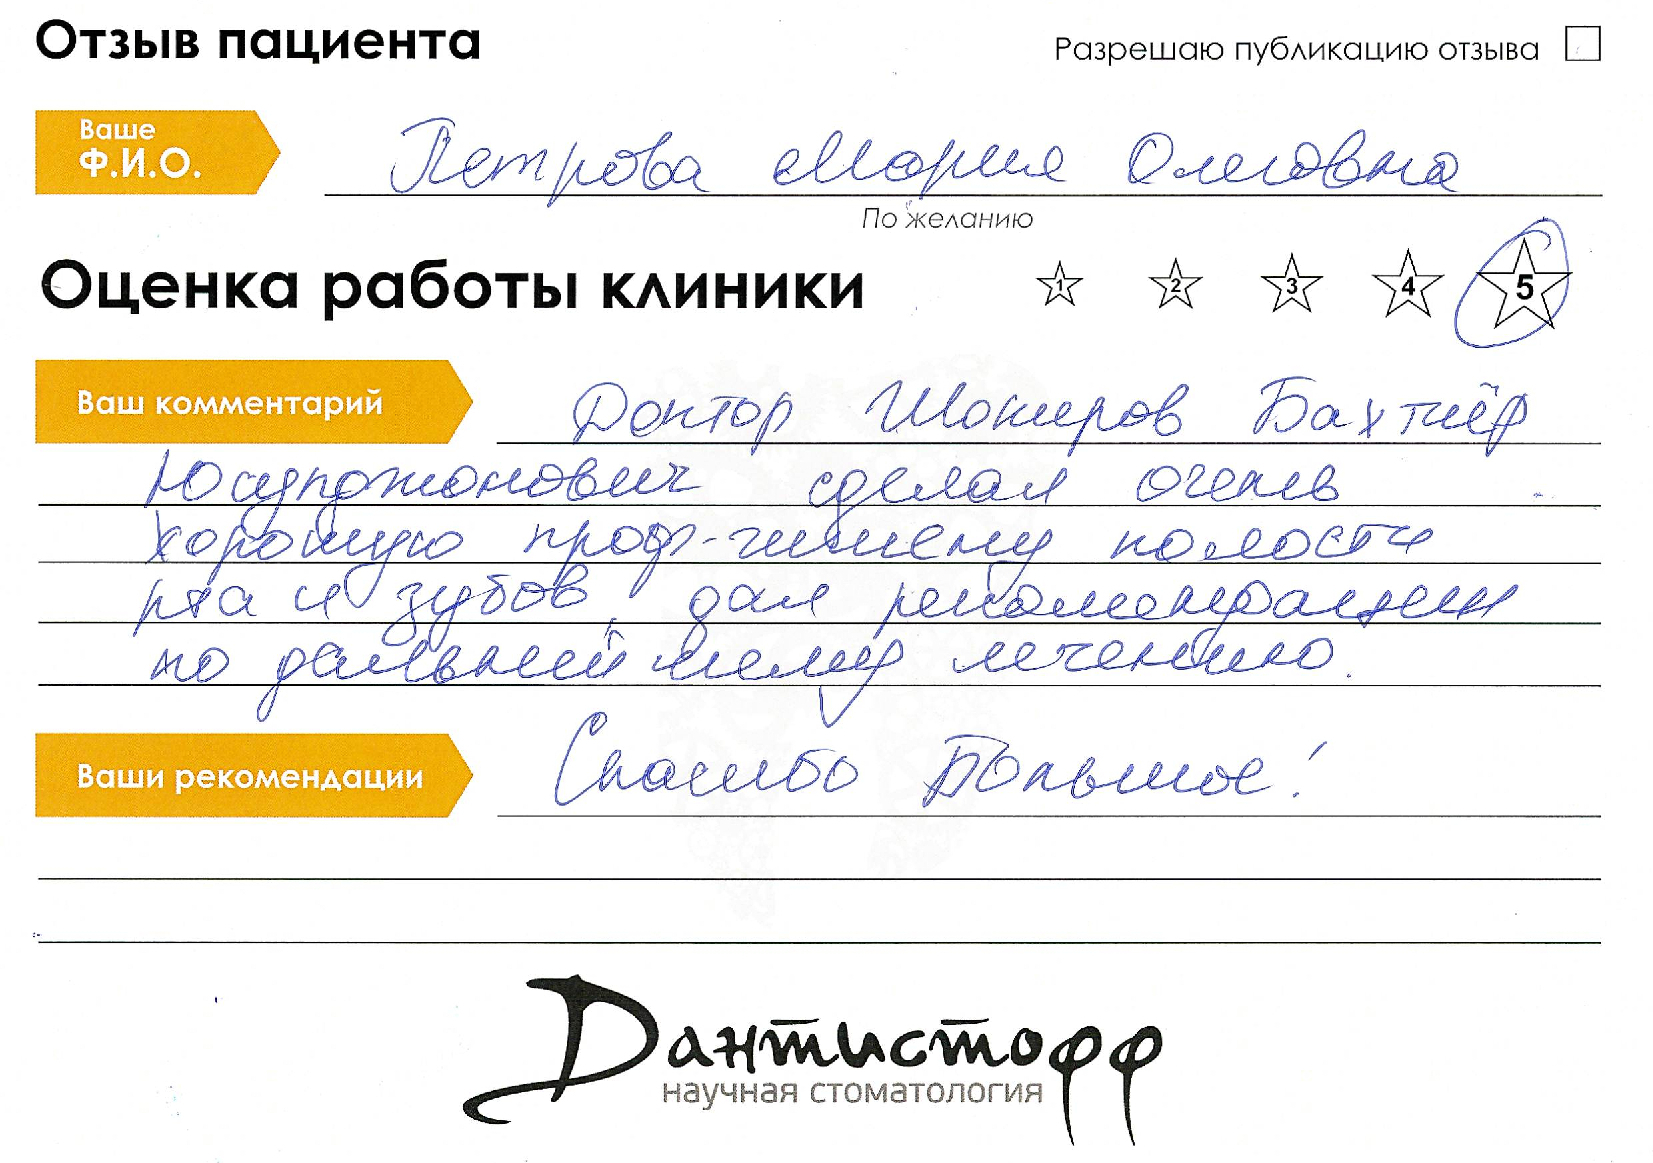 Отзыв пациента
Разрешаю публикацию отзыва
Ваше
Ф.И.О.
Петрова Мария Олеговна
По желанию
Оценка работы клиники
1 2 3 4 5
Ваш комментарий
Доктор Шокиров Бахтиёр
Юсупджонович сделал очень
хорошую проф-гигиену полости
рта и зубов, дал рекомендации
по дальнейшему лечению.
Ваши рекомендации
Спасибо Большое!
Дантистофф
научная стоматология